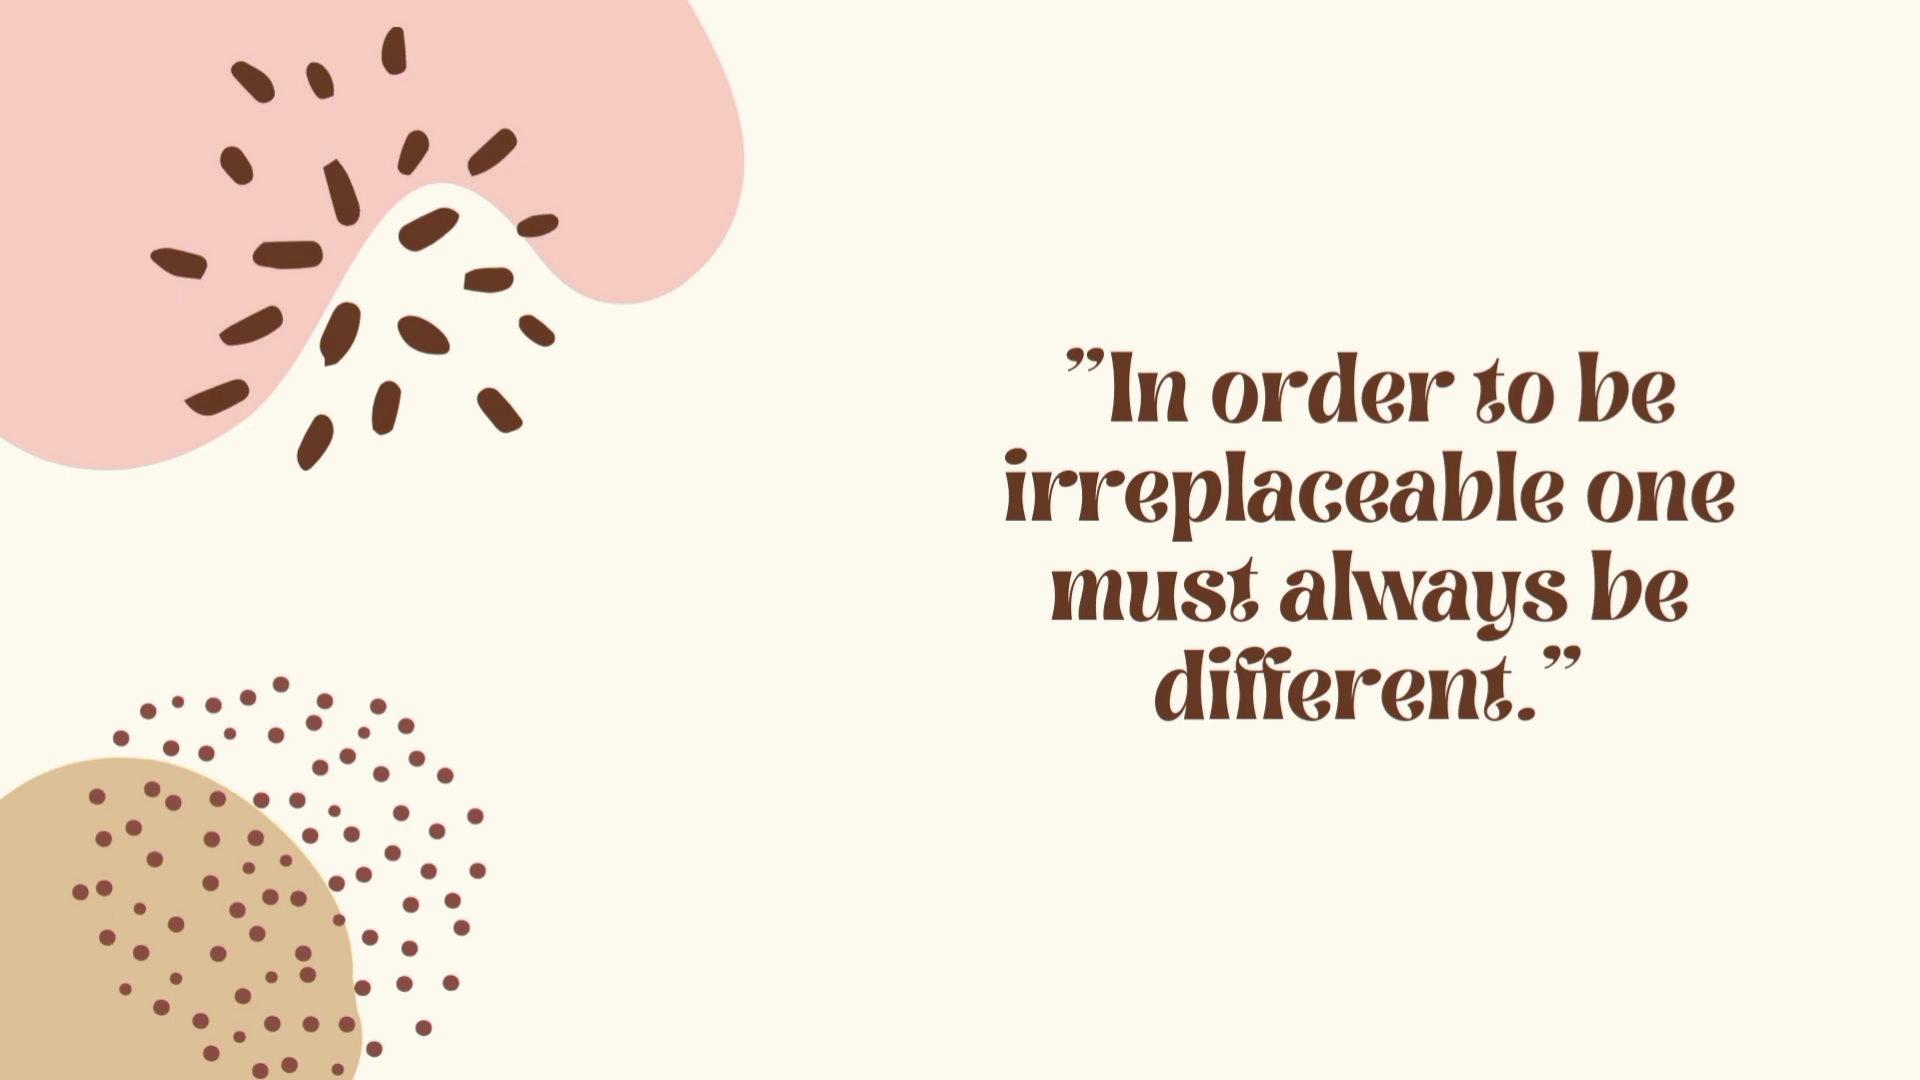 ”In order to be
irreplaceable one
must always be
different.”